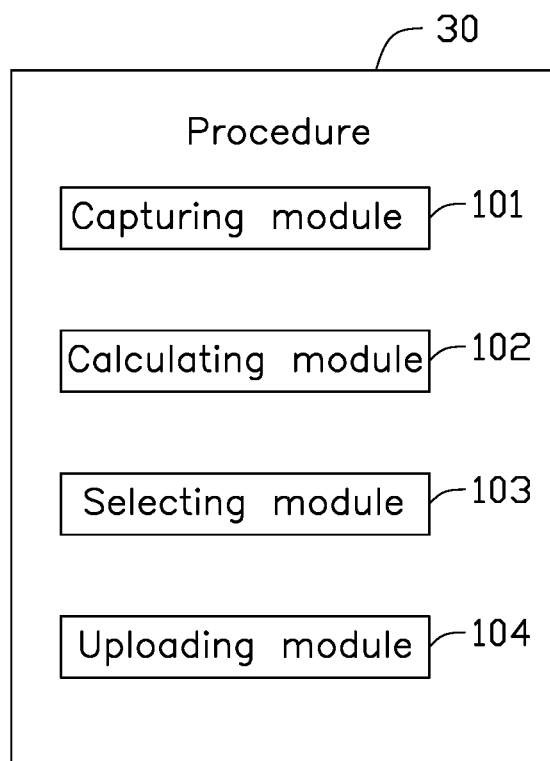 30
Procedure
Capturing module 101
Calculating module 102
Selecting module 103
Uploading module 104